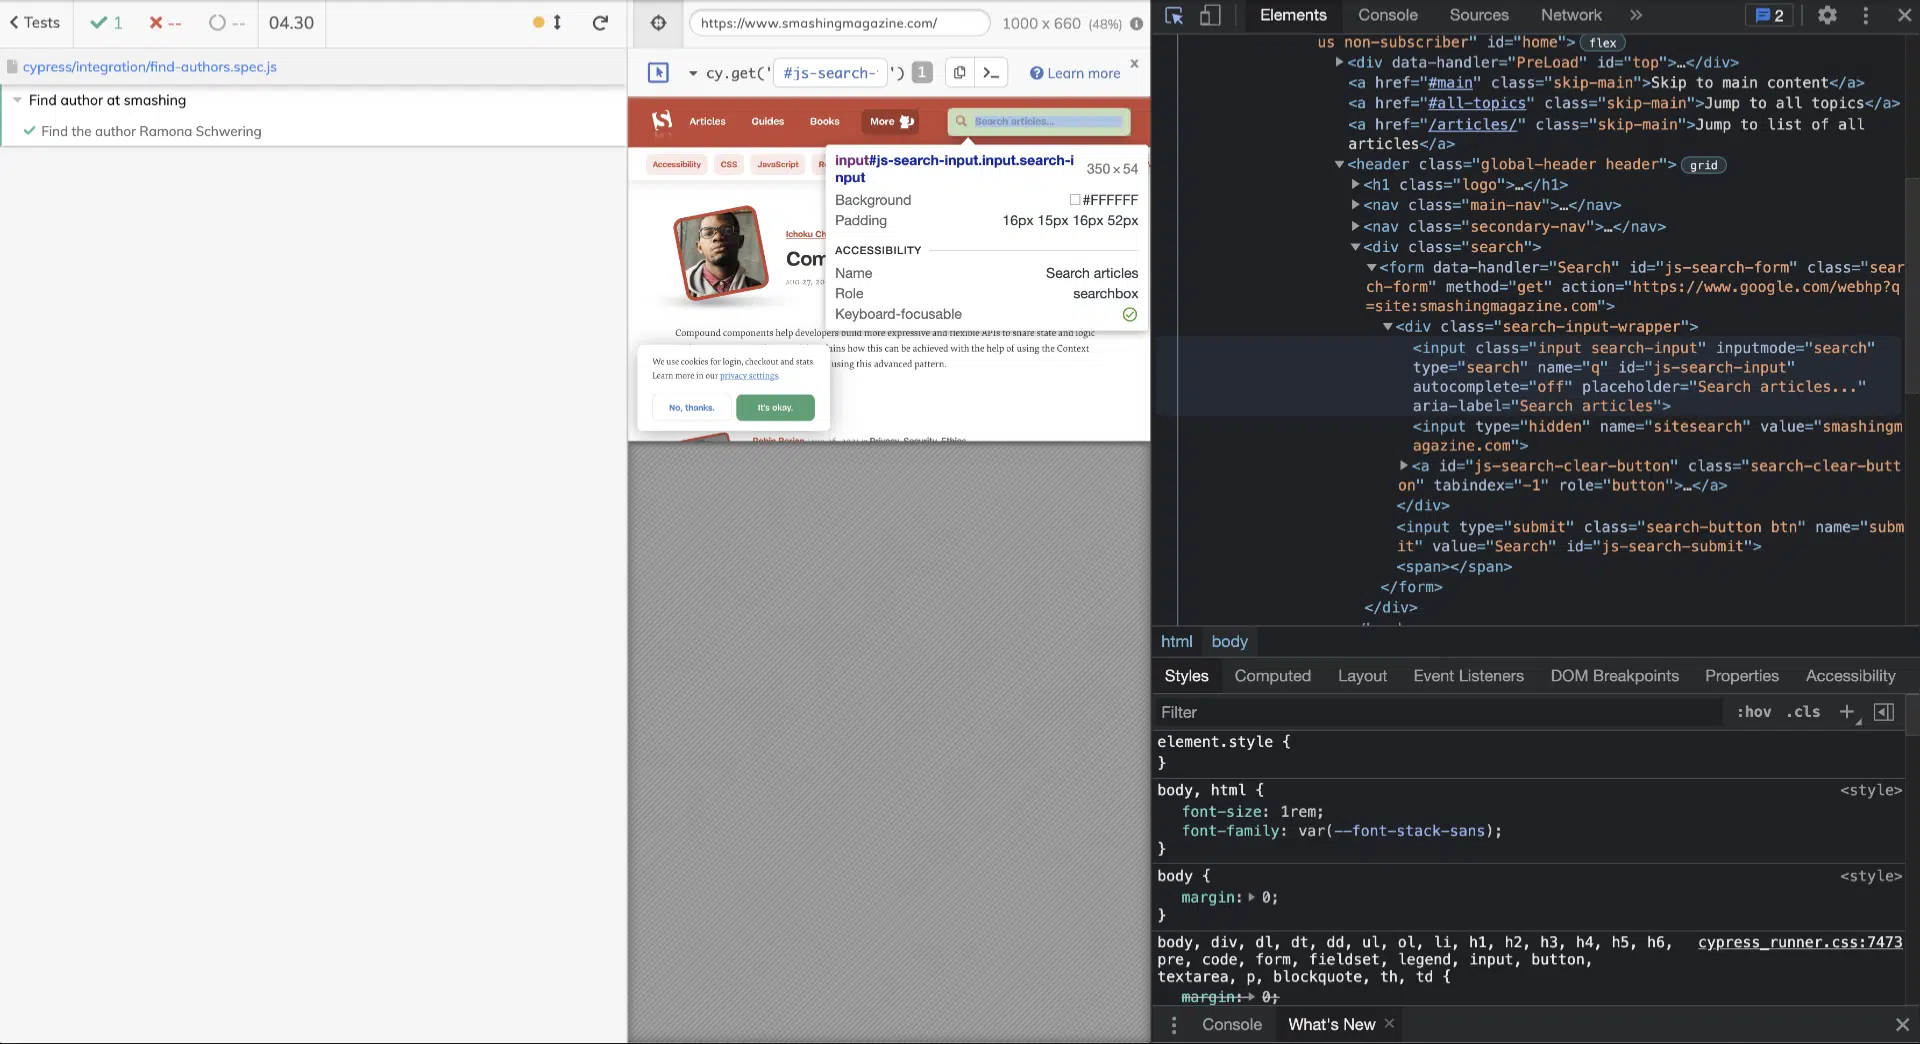 Tests
1
--
--
04.30
cypress/integration/find-authors.spec.js
Find author at smashing
Find the author Ramona Schwering
https://www.smashingmagazine.com/
1000 x 660 (48%)
cy.get('
#js-search-
')
1
Learn more
Articles
Guides
Books
More
Search articles...
Accessibility
CSS
JavaScript
input#js-search-input.input.search-i
nput
350×54
Background
#FFFFFF
Padding
16px 15px 16px 52px
ACCESSIBILITY
Name
Search articles
Role
searchbox
Keyboard-focusable
Ichoku Ch
Com
AUG 27, 20
Compound components help developers build more expressive and flexible APIs to share state and logic
ins how this can be achieved with the help of using the Context
using this advanced pattern.
We use cookies for login, checkout and stats.
Learn more in our privacy settings.
No, thanks.
It's okay.
Elements
Console
Sources
Network
2
us non-subscriber" id="home"> flex
<div data-handler="PreLoad" id="top">…</div>
<a href="#main" class="skip-main">Skip to main content</a>
<a href="#all-topics" class="skip-main">Jump to all topics</a>
<a href="/articles/" class="skip-main">Jump to list of all
articles</a>
<header class="global-header header"> grid
<h1 class="logo">…</h1>
<nav class="main-nav">…</nav>
<nav class="secondary-nav">…</nav>
<div class="search">
<form data-handler="Search" id="js-search-form" class="sear
ch-form" method="get" action="https://www.google.com/webhp?q
=site:smashingmagazine.com">
<div class="search-input-wrapper">
<input class="input search-input" inputmode="search"
type="search" name="q" id="js-search-input"
autocomplete="off" placeholder="Search articles..."
aria-label="Search articles">
<input type="hidden" name="sitesearch" value="smashingm
agazine.com">
<a id="js-search-clear-button" class="search-clear-butt
on" tabindex="-1" role="button">…</a>
</div>
<input type="submit" class="search-button btn" name="subm
it" value="Search" id="js-search-submit">
<span></span>
</form>
</div>
html
body
Styles
Computed
Layout
Event Listeners
DOM Breakpoints
Properties
Accessibility
Filter
:hov
.cls
element.style {
}
body, html {
<style>
font-size: 1rem;
font-family: var(--font-stack-sans);
}
body {
<style>
margin: 0;
}
body, div, dl, dt, dd, ul, ol, li, h1, h2, h3, h4, h5, h6,
cypress_runner.css:7473
pre, code, form, fieldset, legend, input, button,
textarea, p, blockquote, th, td {
margin: 0;
Console
What's New